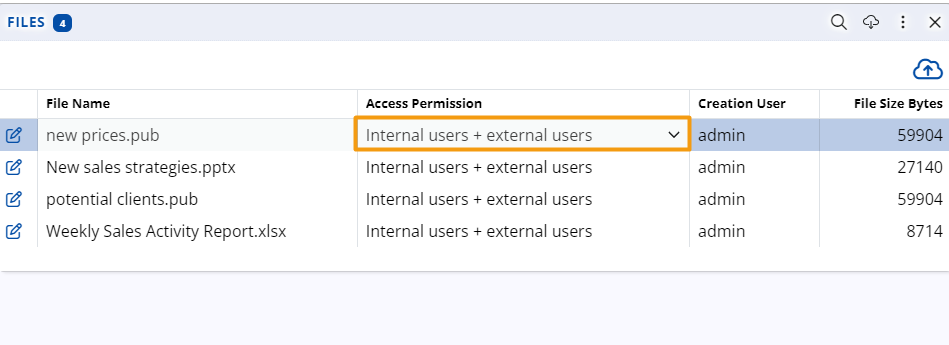 FILES 4
File Name Access Permission Creation User File Size Bytes
new prices.pub Internal users + external users admin 59904
New sales strategies.pptx Internal users + external users admin 27140
potential clients.pub Internal users + external users admin 59904
Weekly Sales Activity Report.xlsx Internal users + external users admin 8714